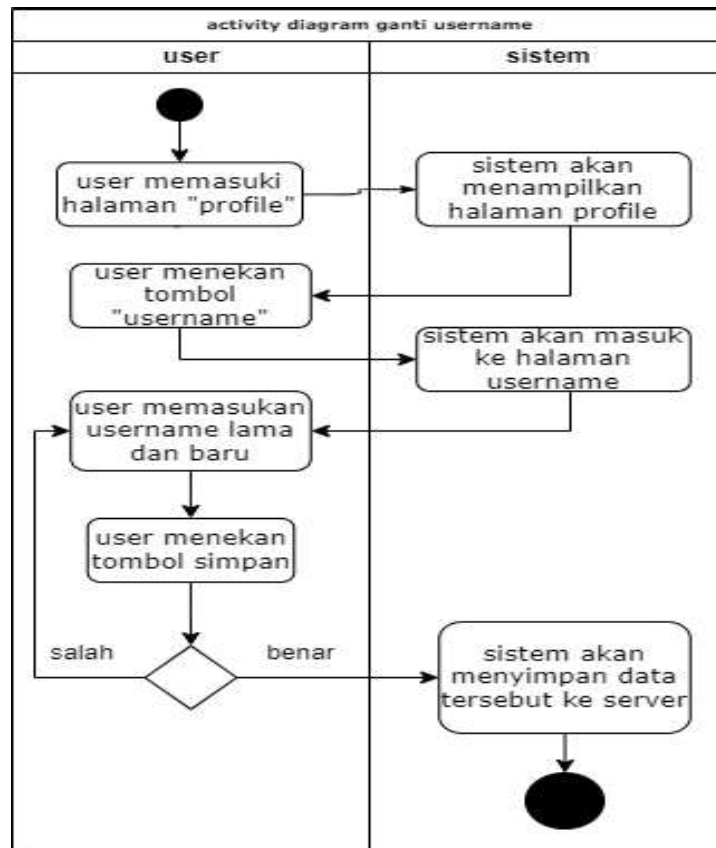 activity diagram ganti username
user
sistem
user memasuki
halaman "profile"
sistem akan
menampilkan
halaman profile
user menekan
tombol
"username"
sistem akan masuk
ke halaman
username
user memasukan
username lama
dan baru
user menekan
tombol simpan
salah
benar
sistem akan
menyimpan data
tersebut ke server